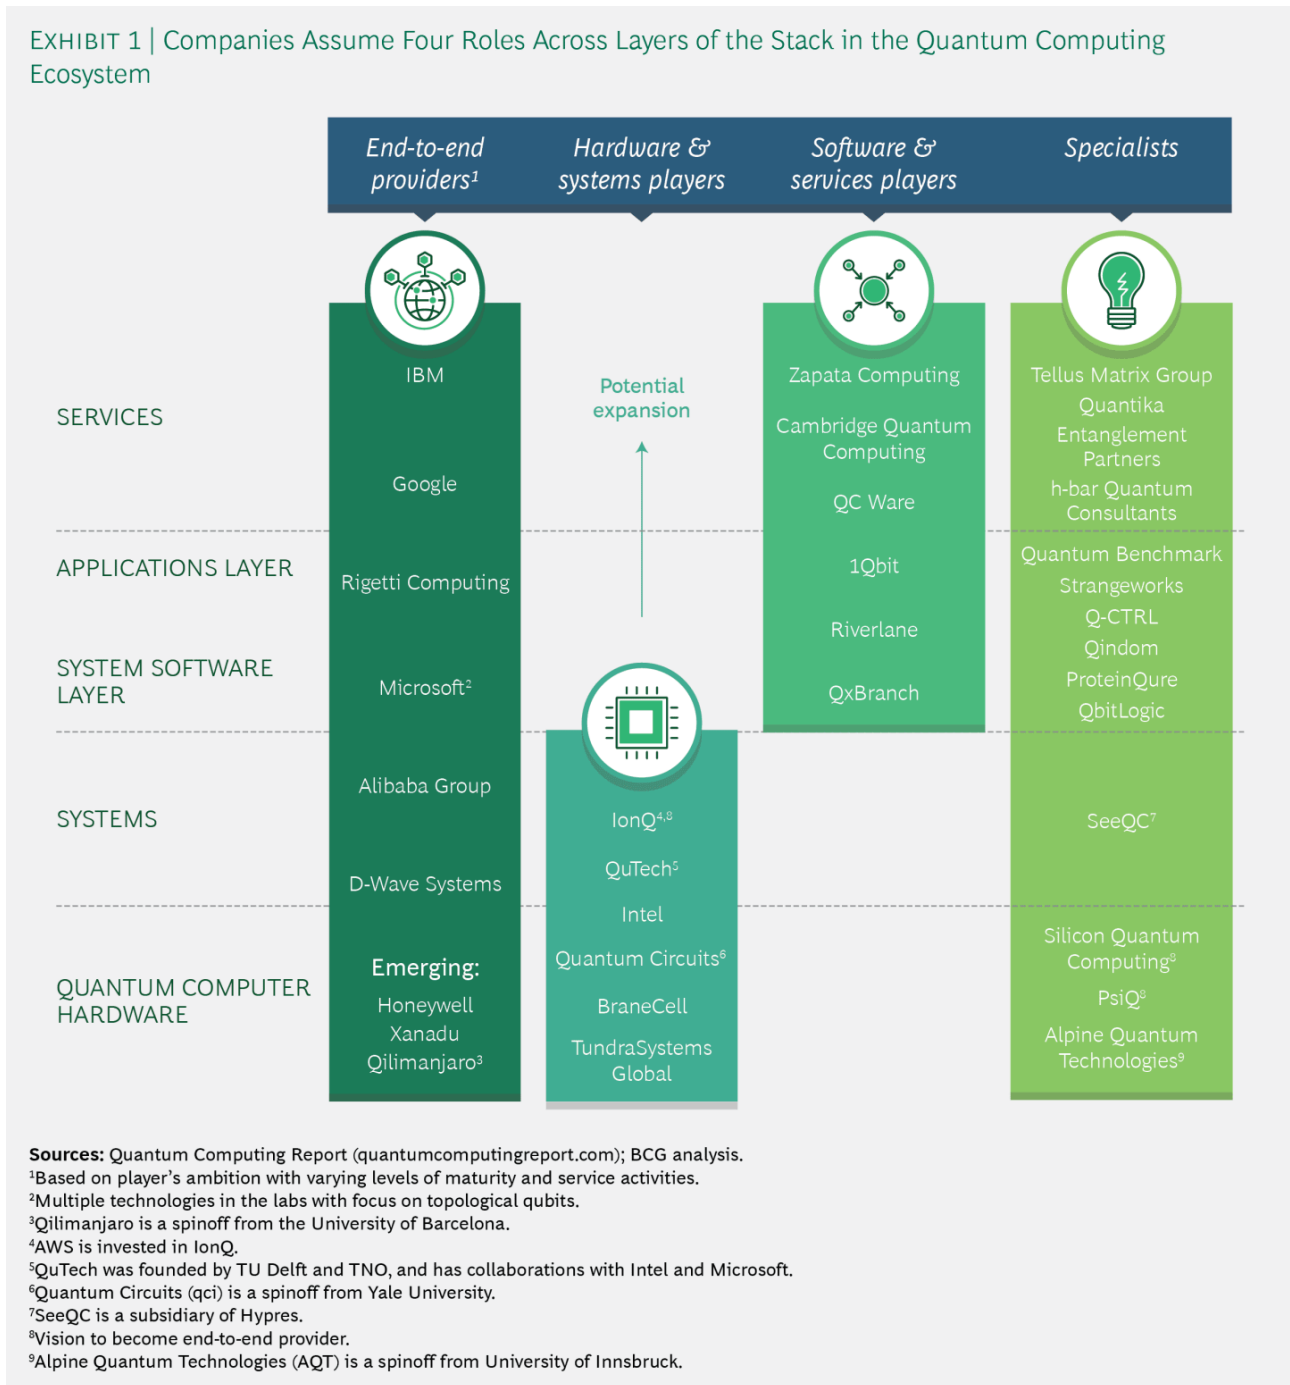 EXHIBIT 1 | Companies Assume Four Roles Across Layers of the Stack in the Quantum Computing
Ecosystem
End-to-end
providers¹
Hardware &
systems players
Software &
services players
Specialists
SERVICES
APPLICATIONS LAYER
SYSTEM SOFTWARE
LAYER
SYSTEMS
QUANTUM COMPUTER
HARDWARE
IBM
Google
Rigetti Computing
Microsoft²
Alibaba Group
D-Wave Systems
Emerging:
Honeywell
Xanadu
Qilimanjaro³
Potential
expansion
IonQ⁴,⁸
QuTech⁵
Intel
Quantum Circuits⁶
BraneCell
TundraSystems
Global
Zapata Computing
Cambridge Quantum
Computing
QC Ware
1Qbit
Riverlane
QxBranch
Tellus Matrix Group
Quantika
Entanglement
Partners
h-bar Quantum
Consultants
Quantum Benchmark
Strangeworks
Q-CTRL
Qindom
ProteinQure
QbitLogic
SeeQC⁷
Silicon Quantum
Computing⁸
PsiQ⁸
Alpine Quantum
Technologies⁹
Sources: Quantum Computing Report (quantumcomputingreport.com); BCG analysis.
¹Based on player’s ambition with varying levels of maturity and service activities.
²Multiple technologies in the labs with focus on topological qubits.
³Qilimanjaro is a spinoff from the University of Barcelona.
⁴AWS is invested in IonQ.
⁵QuTech was founded by TU Delft and TNO, and has collaborations with Intel and Microsoft.
⁶Quantum Circuits (qci) is a spinoff from Yale University.
⁷SeeQC is a subsidiary of Hypres.
⁸Vision to become end-to-end provider.
⁹Alpine Quantum Technologies (AQT) is a spinoff from University of Innsbruck.